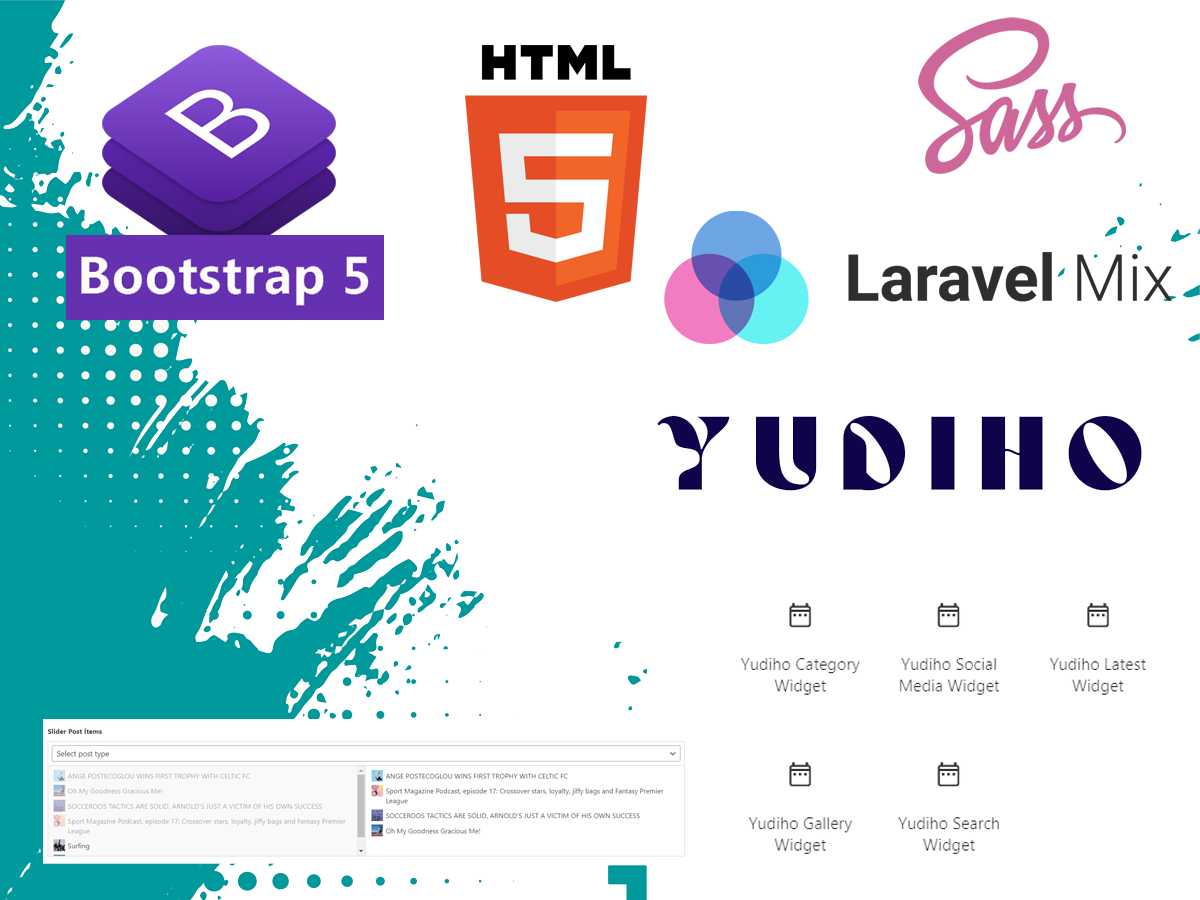 HTML
5
B
Bootstrap 5
Sass
Laravel Mix
YUDIHO
Yudiho Category
Widget
Yudiho Social
Media Widget
Yudiho Latest
Widget
Yudiho Gallery
Widget
Yudiho Search
Widget
Slider Post İtems
Select post type
ANGE POSTECOGLOU WINS FIRST TROPHY WITH CELTIC FC
Oh My Goodness Gracious Me!
SOCCEROOS TACTICS ARE SOLID, ARNOLD'S JUST A VICTIM OF HIS OWN SUCCESS
Sport Magazine Podcast, episode 17: Crossover stars, loyalty, jiffy bags and Fantasy Premier
League
Surfing
ANGE POSTECOGLOU WINS FIRST TROPHY WITH CELTIC FC
Sport Magazine Podcast, episode 17: Crossover stars, loyalty, jiffy bags and Fantasy Premier
League
SOCCEROOS TACTICS ARE SOLID, ARNOLD'S JUST A VICTIM OF HIS OWN SUCCESS
Oh My Goodness Gracious Me!